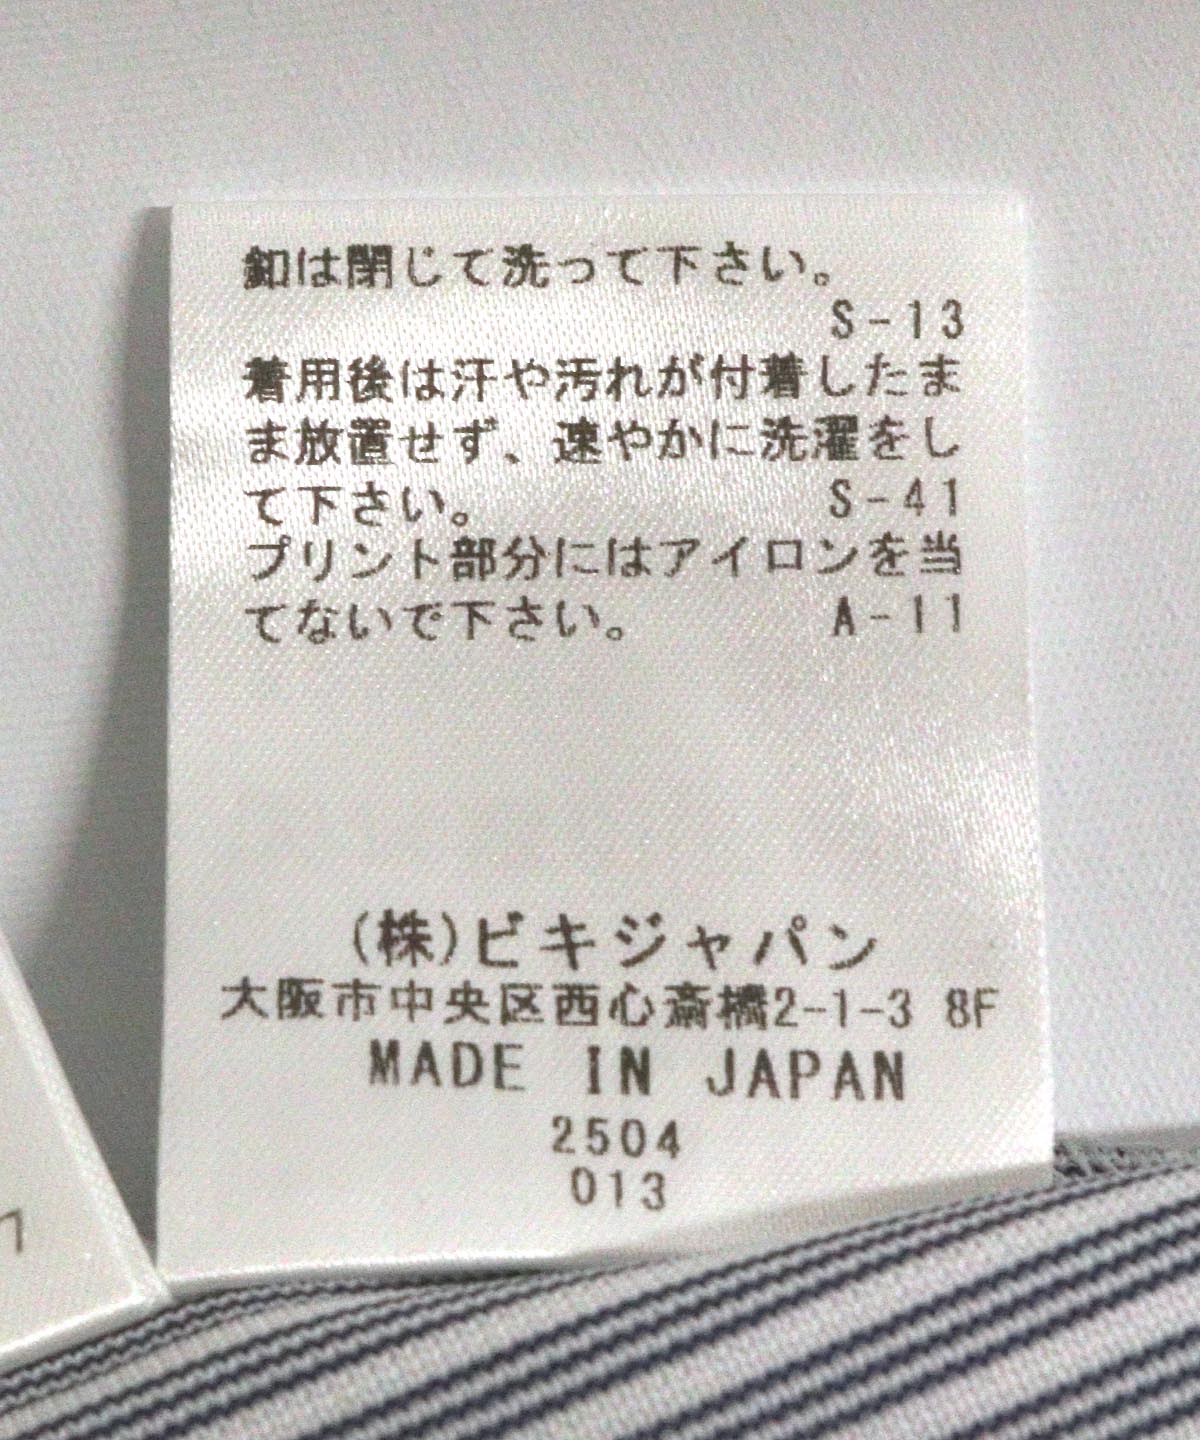 釦は閉じて洗って下さい。
S-13
着用後は汗や汚れが付着したま
ま放置せず、速やかに洗濯をし
て下さい。 S-41
プリント部分にはアイロンを当
てないで下さい。 A-11
(株)ビキジャパン
大阪市中央区西心斎橋2-1-3 8F
MADE IN JAPAN
2504
013
1